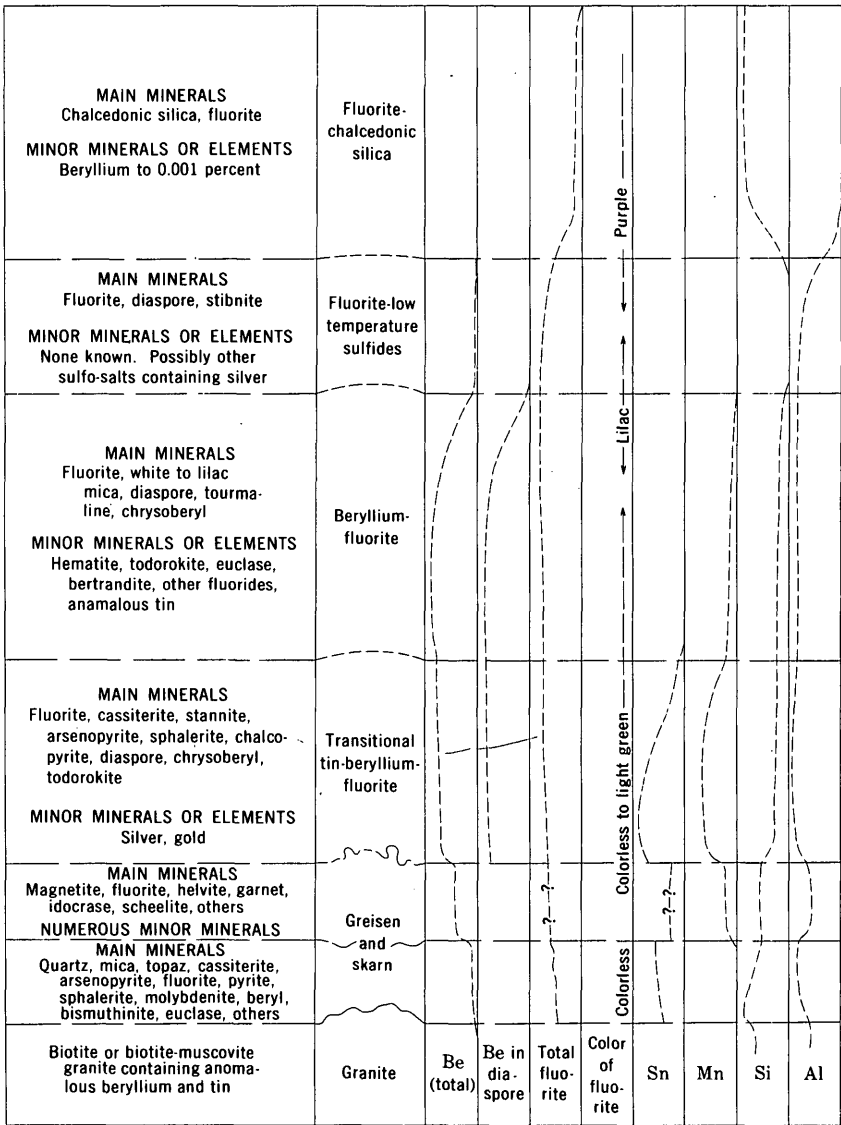 MAIN MINERALS
Chalcedonic silica, fluorite
MINOR MINERALS OR ELEMENTS
Beryllium to 0.001 percent
Fluorite-
chalcedonic
silica
Purple
MAIN MINERALS
Fluorite, diaspore, stibnite
MINOR MINERALS OR ELEMENTS
None known. Possibly other
sulfo-salts containing silver
Fluorite-low
temperature
sulfides
Lilac
MAIN MINERALS
Fluorite, white to lilac
mica, diaspore, tourma-
line, chrysoberyl
MINOR MINERALS OR ELEMENTS
Hematite, todorokite, euclase,
bertrandite, other fluorides,
anamalous tin
Beryllium-
fluorite
MAIN MINERALS
Fluorite, cassiterite, stannite,
arsenopyrite, sphalerite, chalco-
pyrite, diaspore, chrysoberyl,
todorokite
MINOR MINERALS OR ELEMENTS
Silver, gold
Transitional
tin-beryllium-
fluorite
Colorless to light green
MAIN MINERALS
Magnetite, fluorite, helvite, garnet,
idocrase, scheelite, others
NUMEROUS MINOR MINERALS
MAIN MINERALS
Quartz, mica, topaz, cassiterite,
arsenopyrite, fluorite, pyrite,
sphalerite, molybdenite, beryl,
bismuthinite, euclase, others
Greisen
and
skarn
?
?
?
?
Colorless
Biotite or biotite-muscovite
granite containing anoma-
lous beryllium and tin
Granite
Be
(total)
Be in
dia-
spore
Total
fluo-
rite
Color
of
fluo-
rite
Sn
Mn
Si
Al